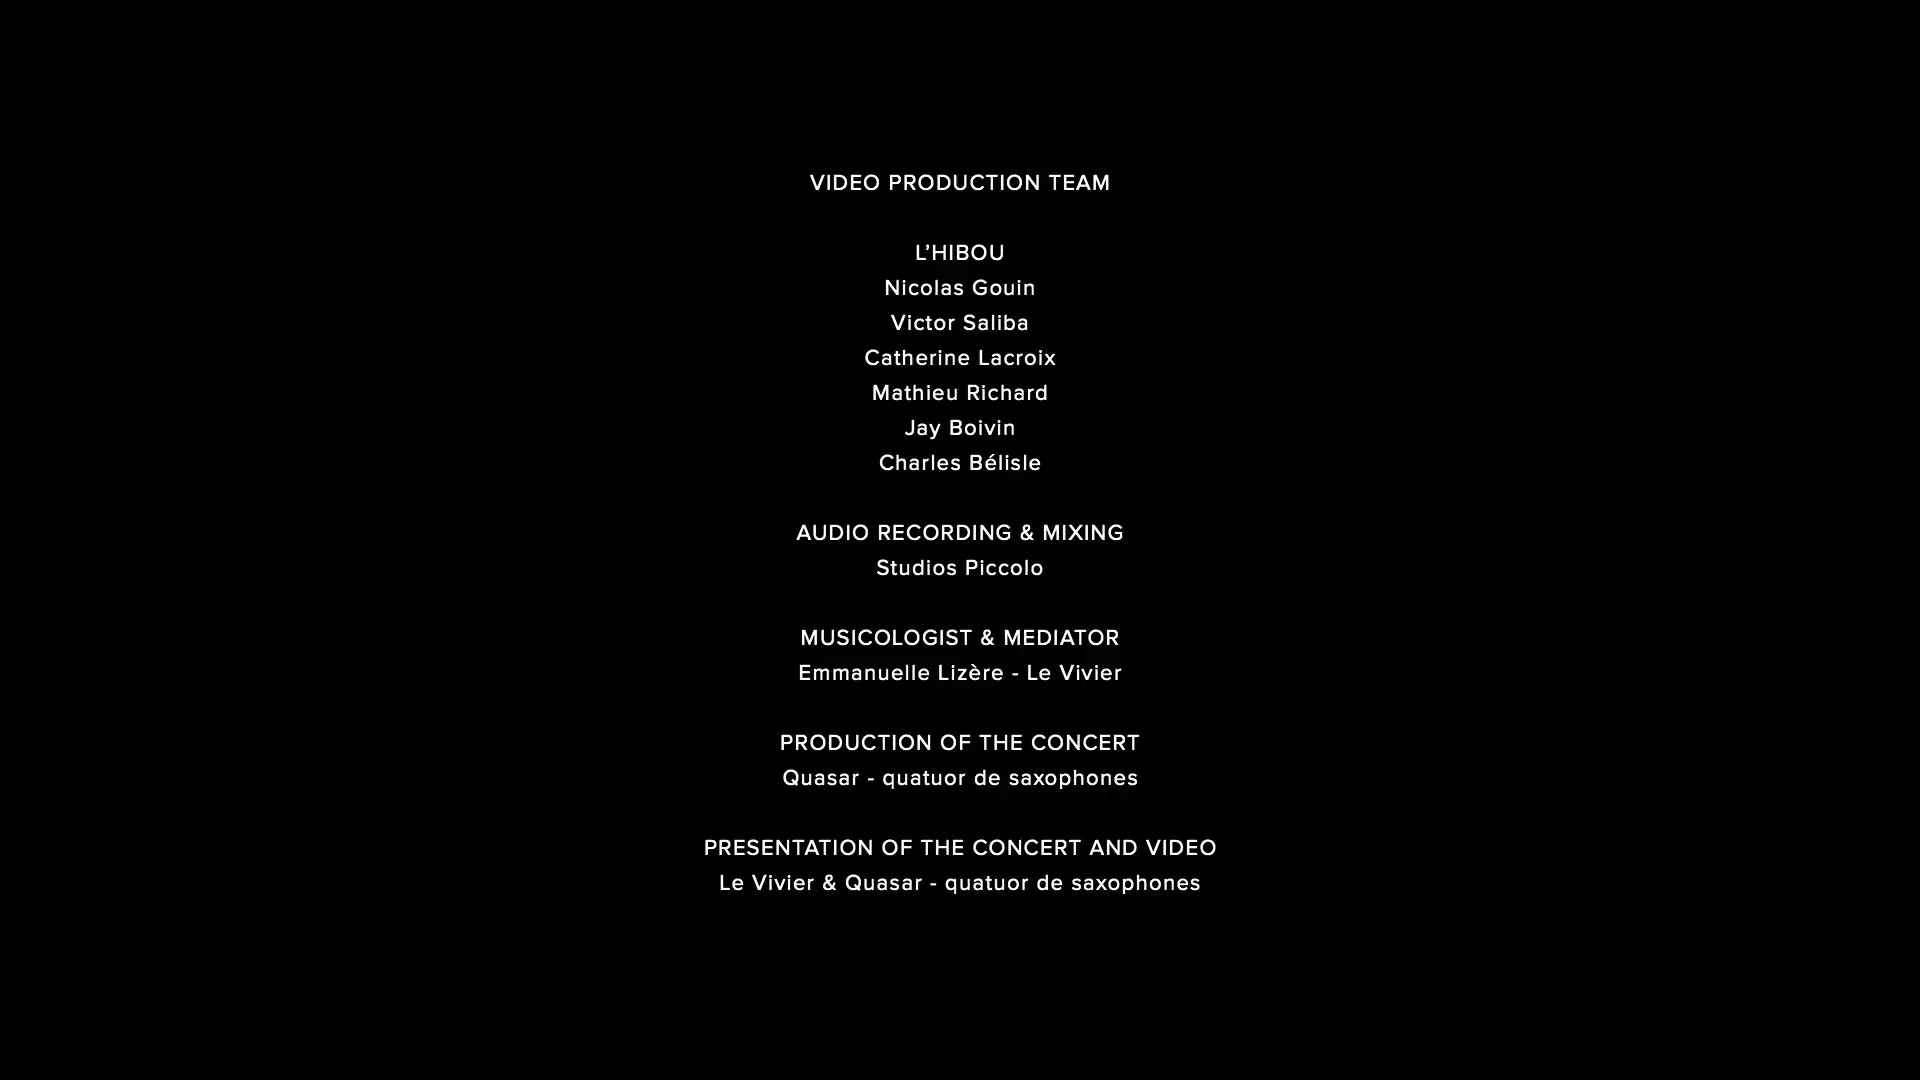 VIDEO PRODUCTION TEAM
L’HIBOU
Nicolas Gouin
Victor Saliba
Catherine Lacroix
Mathieu Richard
Jay Boivin
Charles Bélisle
AUDIO RECORDING & MIXING
Studios Piccolo
MUSICOLOGIST & MEDIATOR
Emmanuelle Lizère - Le Vivier
PRODUCTION OF THE CONCERT
Quasar - quatuor de saxophones
PRESENTATION OF THE CONCERT AND VIDEO
Le Vivier & Quasar - quatuor de saxophones